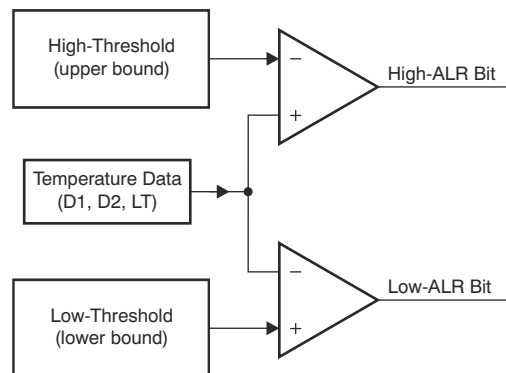 High-Threshold
(upper bound)
−
+
High-ALR Bit
Temperature Data
(D1, D2, LT)
Low-Threshold
(lower bound)
−
+
Low-ALR Bit